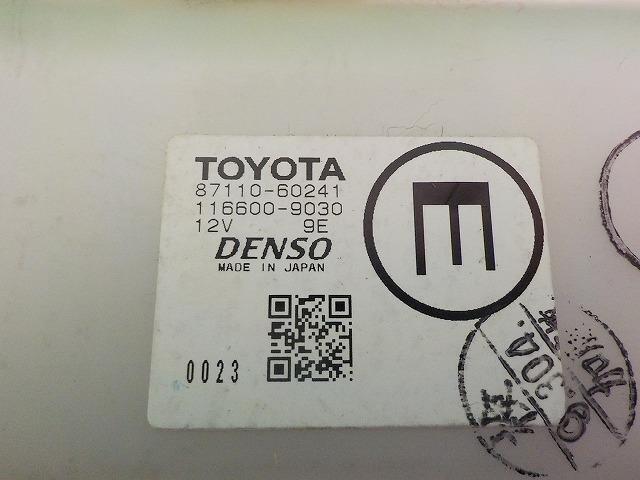 TOYOTA
87110-60241
116600-9030
12V 9E
DENSO
MADE IN JAPAN
E
0023